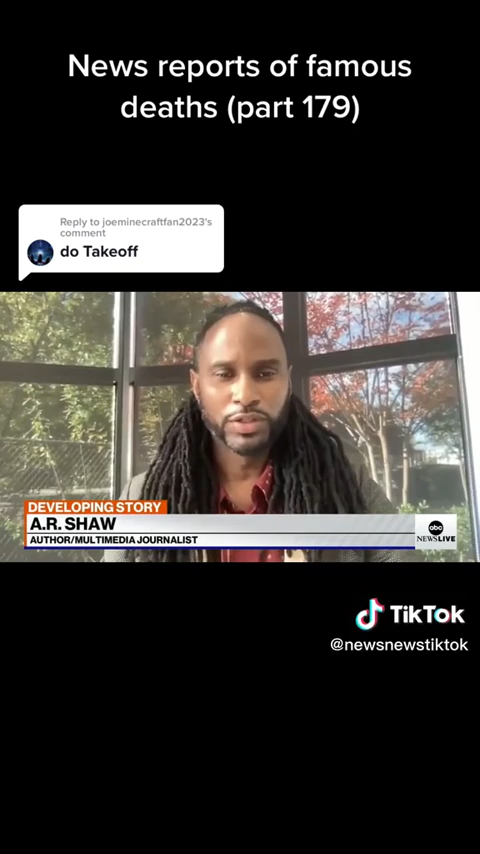 News reports of famous
deaths (part 179)
Reply to joeminecraftfan2023's
comment
do Takeoff
DEVELOPING STORY
A.R. SHAW
AUTHOR/MULTIMEDIA JOURNALIST
abc
NEWS LIVE
TikTok
@newsnewstiktok